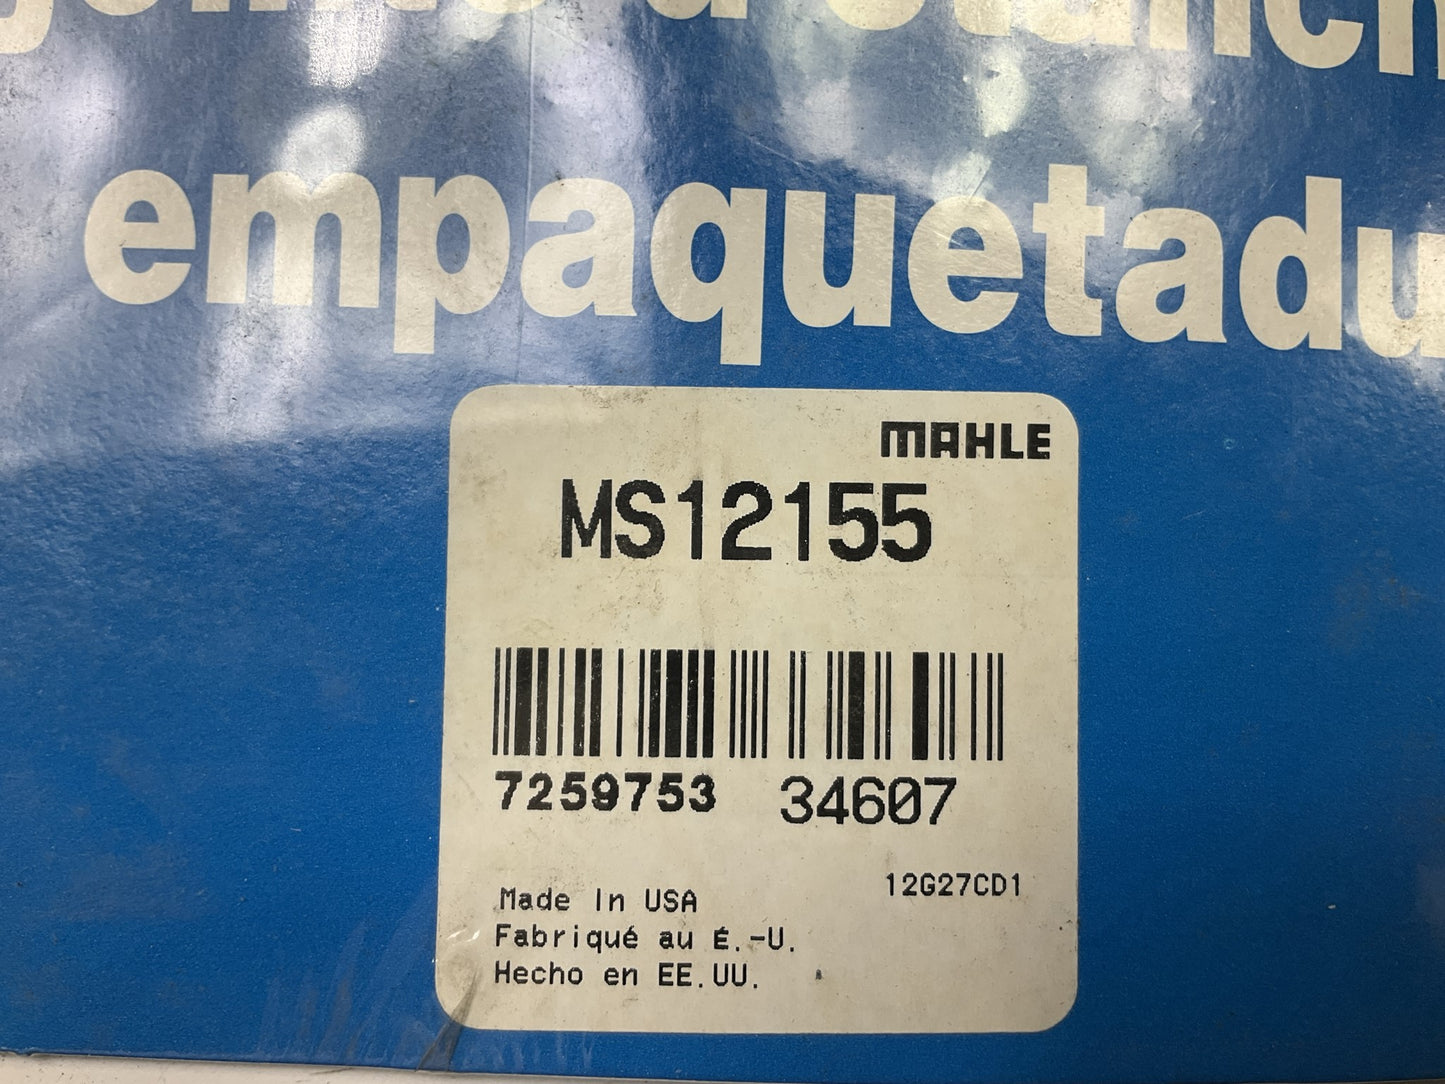 empaquetadu
MAHLE
MS12155
7259753 34607
12G27CD1
Made In USA
Fabriqué au É.-U.
Hecho en EE.UU.